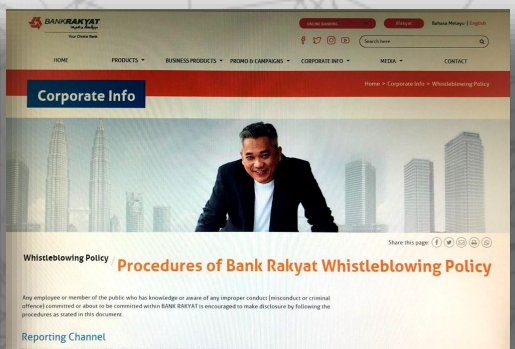 BANKRAKYAT
Your Choice Bank
ONLINE BANKING
iRakyat
Bahasa Melayu | English
Search here
HOME
PRODUCTS
BUSINESS PRODUCTS
PROMO & CAMPAIGNS
CORPORATE INFO
MEDIA
CONTACT
Home > Corporate Info > Whistleblowing Policy
Corporate Info
Share this page:
Whistleblowing Policy / Procedures of Bank Rakyat Whistleblowing Policy
Any employee or member of the public who has knowledge or aware of any improper conduct (misconduct or criminal
offence) committed or about to be committed within BANK RAKYAT is encouraged to make disclosure by following the
procedures as stated in this document.
Reporting Channel